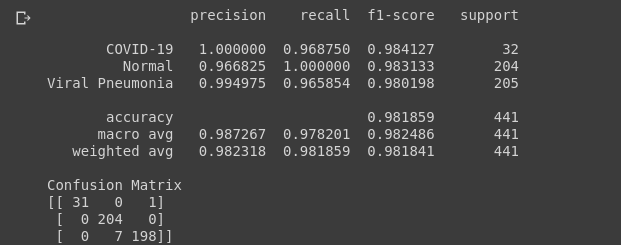 precision recall f1-score support
COVID-19 1.000000 0.968750 0.984127 32
Normal 0.966825 1.000000 0.983133 204
Viral Pneumonia 0.994975 0.965854 0.980198 205
accuracy 0.981859 441
macro avg 0.987267 0.978201 0.982486 441
weighted avg 0.982318 0.981859 0.981841 441
Confusion Matrix
[[ 31 0 1]
[ 0 204 0]
[ 0 7 198]]